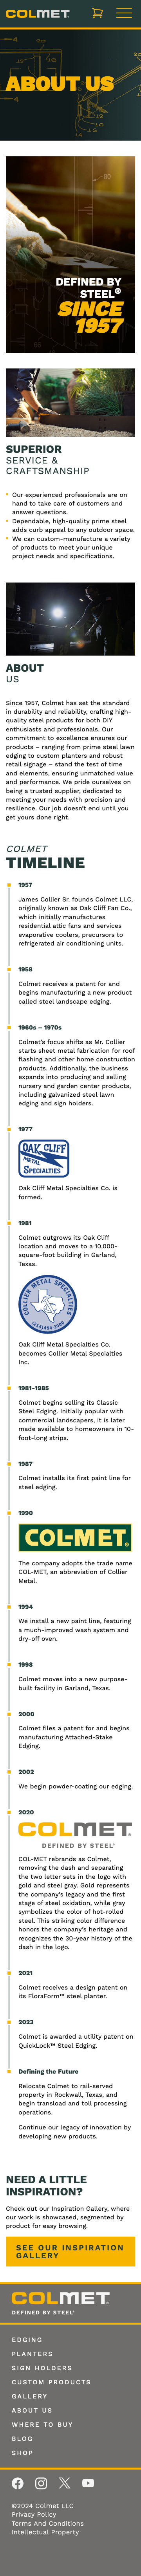 COLMET
ABOUT US
DEFINED BY
STEEL®
SINCE
1957
SUPERIOR
SERVICE &
CRAFTSMANSHIP
Our experienced professionals are on
hand to take care of customers and
answer questions.
Dependable, high-quality prime steel
adds curb appeal to any outdoor space.
We can custom-manufacture a variety
of products to meet your unique
project needs and specifications.
ABOUT
US
Since 1957, Colmet has set the standard
in durability and reliability, crafting high-
quality steel products for both DIY
enthusiasts and professionals. Our
commitment to excellence ensures our
products – ranging from prime steel lawn
edging to custom planters and robust
retail signage – stand the test of time
and elements, ensuring unmatched value
and performance. We pride ourselves on
being a trusted supplier, dedicated to
meeting your needs with precision and
resilience. Our job doesn't end until you
get yours done right.
COLMET
TIMELINE
1957
James Collier Sr. founds Colmet LLC,
originally known as Oak Cliff Fan Co.,
which initially manufactures
residential attic fans and services
evaporative coolers, precursors to
refrigerated air conditioning units.
1958
Colmet receives a patent for and
begins manufacturing a new product
called steel landscape edging.
1960s – 1970s
Colmet's focus shifts as Mr. Collier
starts sheet metal fabrication for roof
flashing and other home construction
products. Additionally, the business
expands into producing and selling
nursery and garden center products,
including galvanized steel lawn
edging and sign holders.
1977
OAK CLIFF
METAL
SPECIALTIES
Oak Cliff Metal Specialties Co. is
formed.
1981
Colmet outgrows its Oak Cliff
location and moves to a 10,000-
square-foot building in Garland,
Texas.
COLLIER METAL SPECIALTIES
Oak Cliff Metal Specialties Co.
becomes Collier Metal Specialties
Inc.
1981-1985
Colmet begins selling its Classic
Steel Edging. Initially popular with
commercial landscapers, it is later
made available to homeowners in 10-
foot-long strips.
1987
Colmet installs its first paint line for
steel edging.
1990
COL-MET®
The company adopts the trade name
COL-MET, an abbreviation of Collier
Metal.
1994
We install a new paint line, featuring
a much-improved wash system and
dry-off oven.
1998
Colmet moves into a new purpose-
built facility in Garland, Texas.
2000
Colmet files a patent for and begins
manufacturing Attached-Stake
Edging.
2002
We begin powder-coating our edging.
2020
COLMET®
DEFINED BY STEEL®
COL-MET rebrands as Colmet,
removing the dash and separating
the two letter sets in the logo with
gold and steel gray. Gold represents
the company's legacy and the first
stage of steel oxidation, while gray
symbolizes the color of hot-rolled
steel. This striking color difference
honors the company's heritage and
recognizes the 30-year history of the
dash in the logo.
2021
Colmet receives a design patent on
its FloraForm™ steel planter.
2023
Colmet is awarded a utility patent on
QuickLock™ Steel Edging.
Defining the Future
Relocate Colmet to rail-served
property in Rockwall, Texas, and
begin transload and toll processing
operations.
Continue our legacy of innovation by
developing new products.
NEED A LITTLE
INSPIRATION?
Check out our Inspiration Gallery, where
our work is showcased, segmented by
product for easy browsing.
SEE OUR INSPIRATION
GALLERY
COLMET®
DEFINED BY STEEL®
EDGING
PLANTERS
SIGN HOLDERS
CUSTOM PRODUCTS
GALLERY
ABOUT US
WHERE TO BUY
BLOG
SHOP
©2024 Colmet LLC
Privacy Policy
Terms And Conditions
Intellectual Property